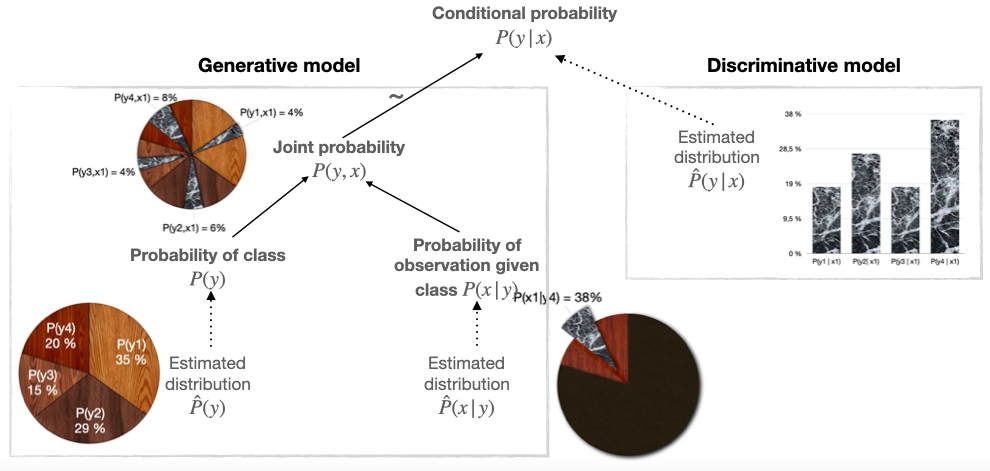 Conditional probability
P(y|x)
Generative model
Discriminative model
P(y4,x1) = 8%
P(y1,x1) = 4%
~
Joint probability
P(y, x)
P(y3,x1) = 4%
P(y2,x1) = 6%
Estimated
distribution
P̂(y|x)
38 %
28,5 %
19 %
9,5 %
0 %
P(y1 | x1)
P(y2| x1)
P(y3 | x1)
P(y4 | x1)
Probability of class
P(y)
Probability of
observation given
class P(x|y)
P(x1|y4) = 38%
P(y4)
20 %
P(y1)
35 %
P(y3)
15 %
P(y2)
29 %
Estimated
distribution
P̂(y)
Estimated
distribution
P̂(x|y)